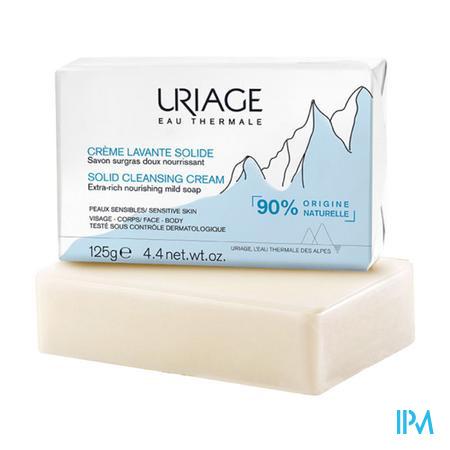 URIAGE
EAU THERMALE
CRÈME LAVANTE SOLIDE
Savon surgras doux nourrissant
SOLID CLEANSING CREAM
Extra-rich nourishing mild soap
90% ORIGINE NATURELLE
PEAUX SENSIBLES/ SENSITIVE SKIN
VISAGE - CORPS/ FACE - BODY
TESTÉ SOUS CONTRÔLE DERMATOLOGIQUE
URIAGE, L'EAU THERMALE DES ALPES
125g e 4.4 net.wt.oz.
IPM